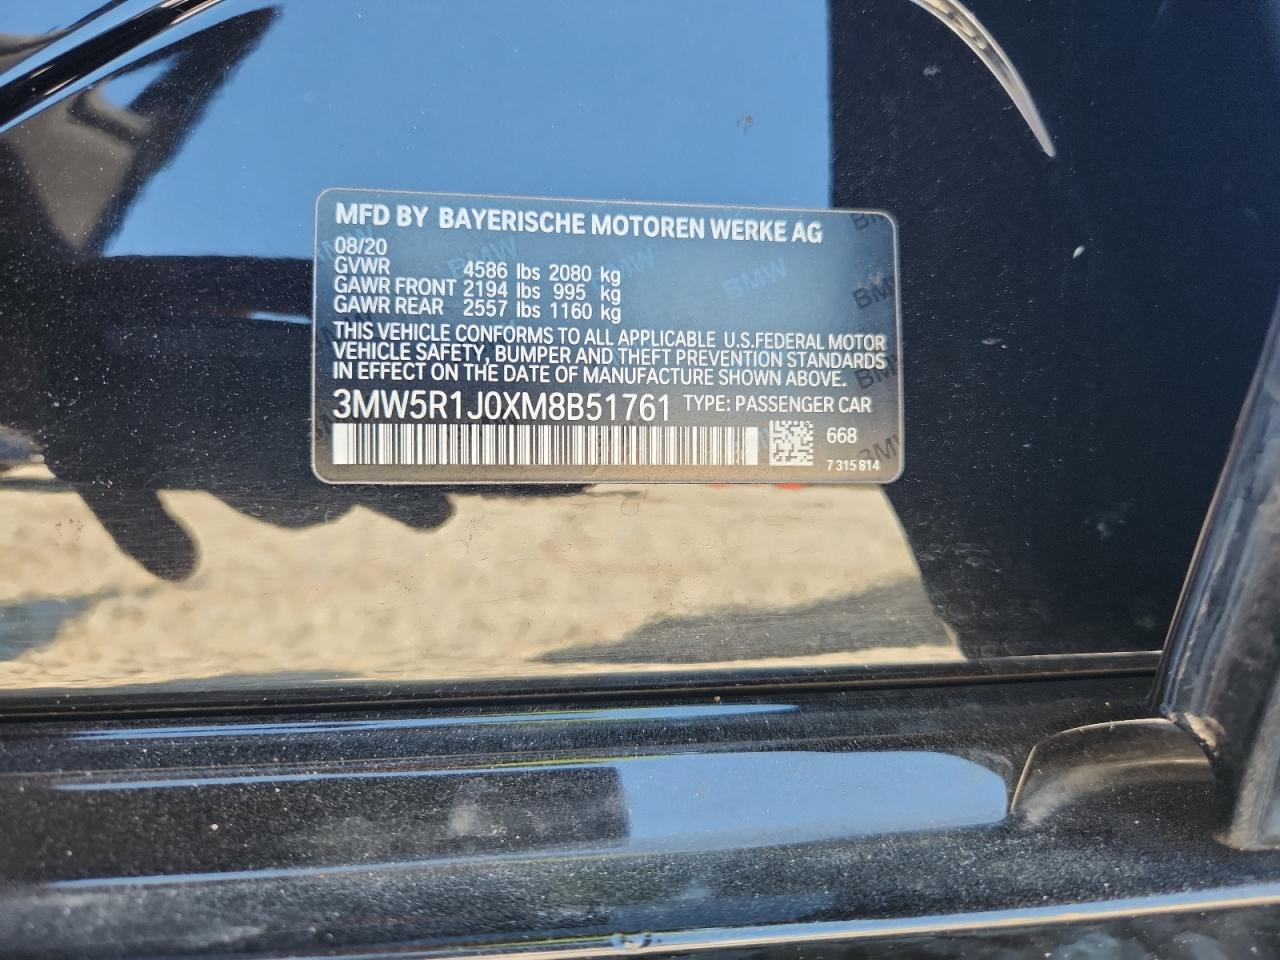 MFD BY BAYERISCHE MOTOREN WERKE AG
08/20
GVWR 4586 lbs 2080 kg
GAWR FRONT 2194 lbs 995 kg
GAWR REAR 2557 lbs 1160 kg
THIS VEHICLE CONFORMS TO ALL APPLICABLE U.S.FEDERAL MOTOR
VEHICLE SAFETY, BUMPER AND THEFT PREVENTION STANDARDS
IN EFFECT ON THE DATE OF MANUFACTURE SHOWN ABOVE.
3MW5R1J0XM8B51761 TYPE: PASSENGER CAR
668
7 315 814